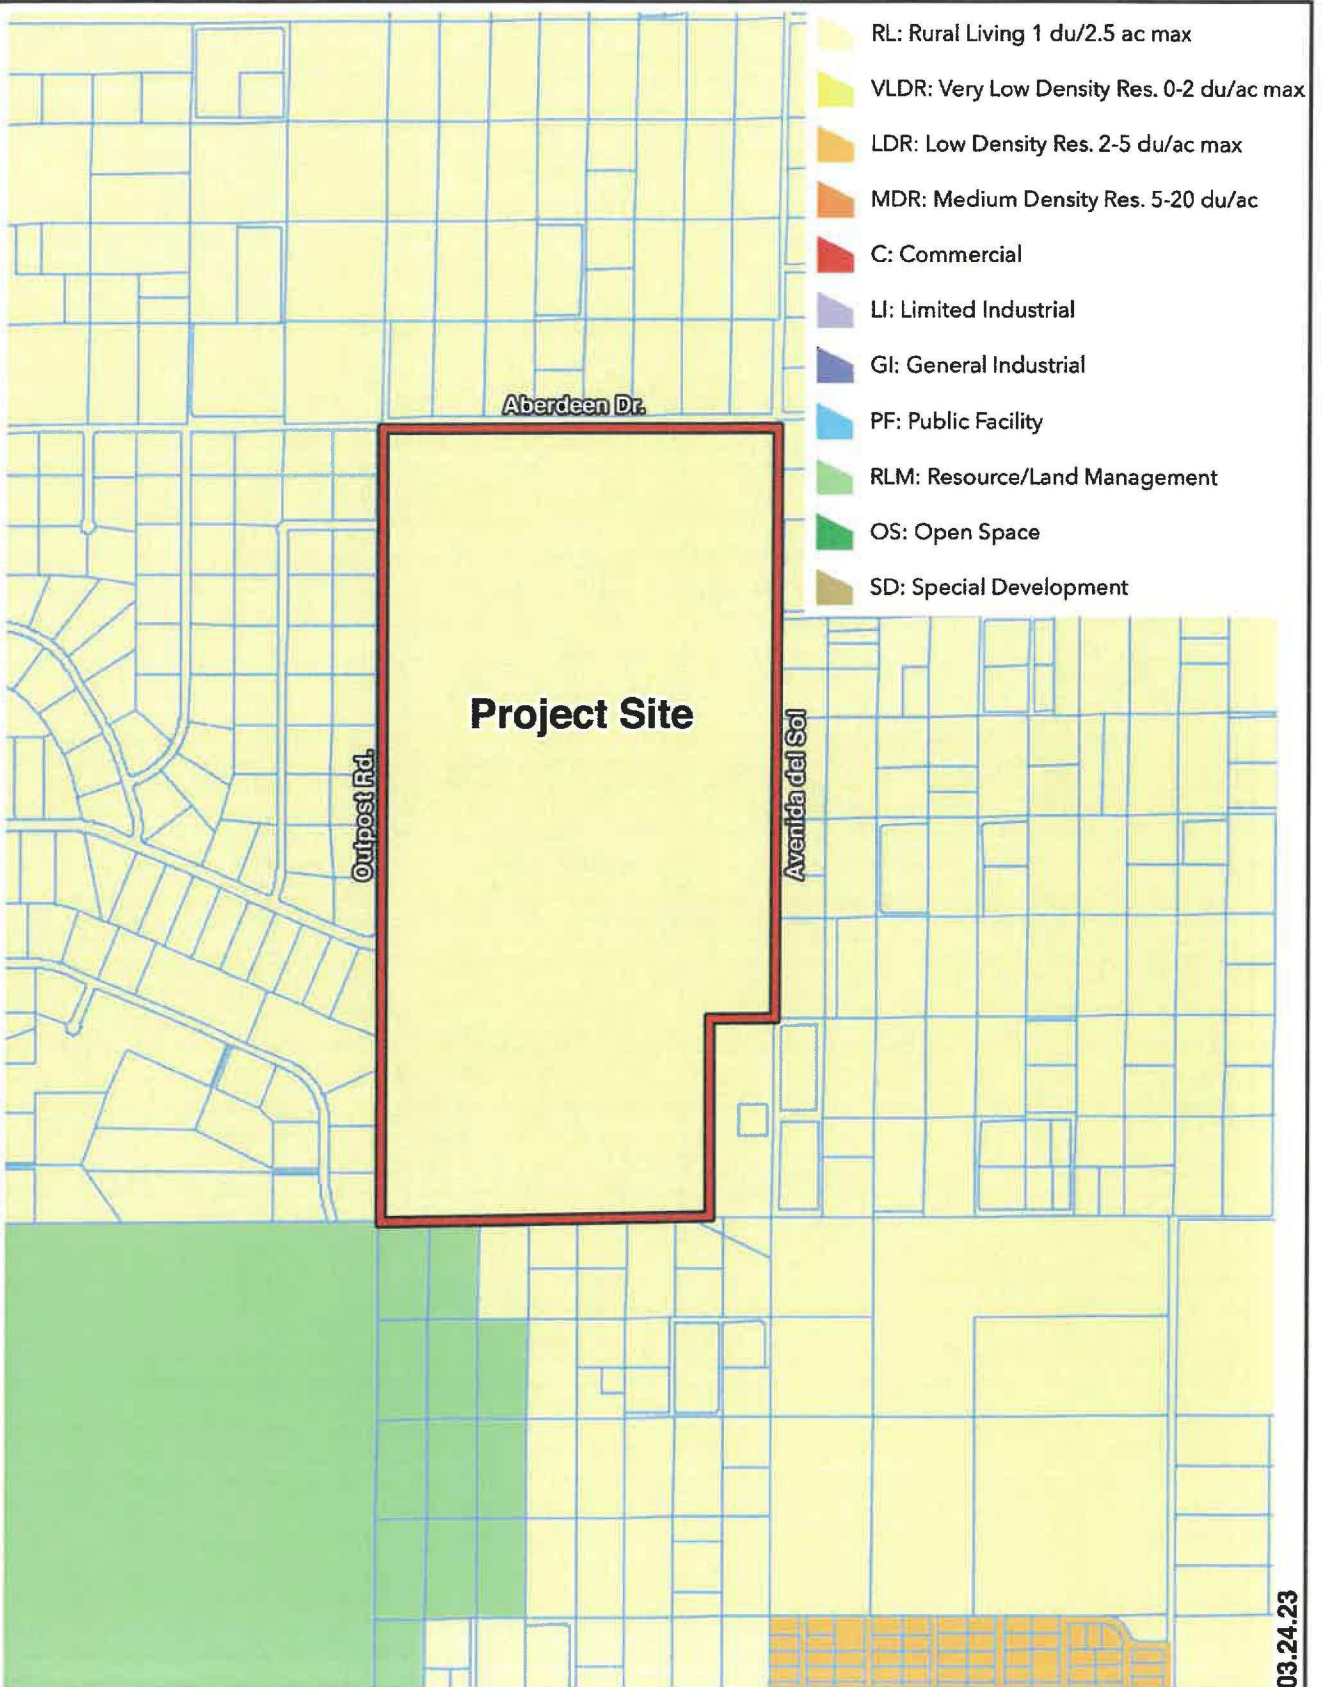 RL: Rural Living 1 du/2.5 ac max
VLDR: Very Low Density Res. 0-2 du/ac max
LDR: Low Density Res. 2-5 du/ac max
MDR: Medium Density Res. 5-20 du/ac
C: Commercial
LI: Limited Industrial
GI: General Industrial
PF: Public Facility
RLM: Resource/Land Management
OS: Open Space
SD: Special Development
Aberdeen Dr.
Project Site
Outpost Rd.
Avenida del Sol
03.24.23